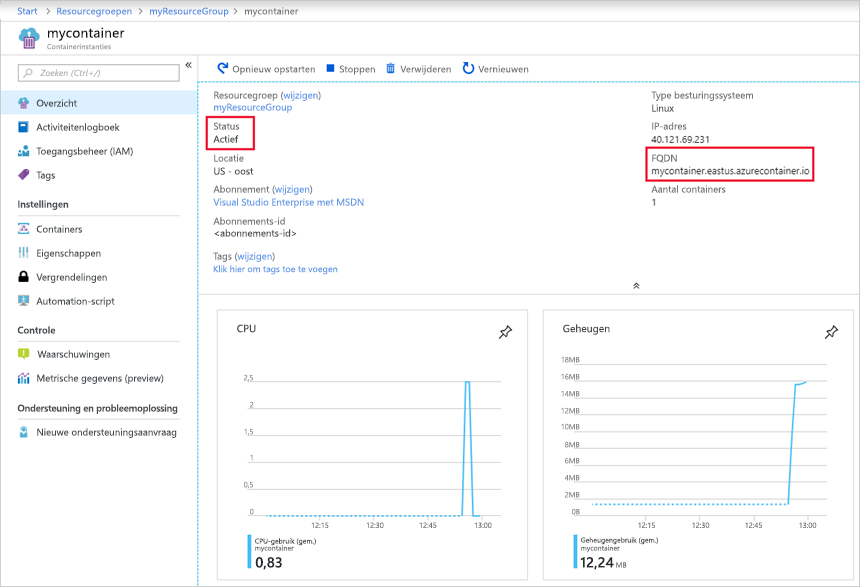 Start > Resourcegroepen > myResourceGroup > mycontainer
mycontainer
Containerinstanties
Zoeken (Ctrl+/)
Overzicht
Activiteitenlogboek
Toegangsbeheer (IAM)
Tags
Instellingen
Containers
Eigenschappen
Vergrendelingen
Automation-script
Controle
Waarschuwingen
Metrische gegevens (preview)
Ondersteuning en probleemoplossing
Nieuwe ondersteuningsaanvraag
Opnieuw opstarten Stoppen Verwijderen Vernieuwen
Resourcegroep (wijzigen)
myResourceGroup
Status
Actief
Locatie
US - oost
Abonnement (wijzigen)
Visual Studio Enterprise met MSDN
Abonnements-id
<abonnements-id>
Tags (wijzigen)
Klik hier om tags toe te voegen
Type besturingssysteem
Linux
IP-adres
40.121.69.231
FQDN
mycontainer.eastus.azurecontainer.io
Aantal containers
1
CPU
2,5
2
1,5
1
0,5
0
12:15 12:30 12:45 13:00
CPU-gebruik (gem.)
mycontainer
0,83
Geheugen
18MB
16MB
14MB
12MB
10MB
8MB
6MB
4MB
2MB
0B
12:15 12:30 12:45 13:00
Geheugengebruik (gem.)
mycontainer
12,24 MB